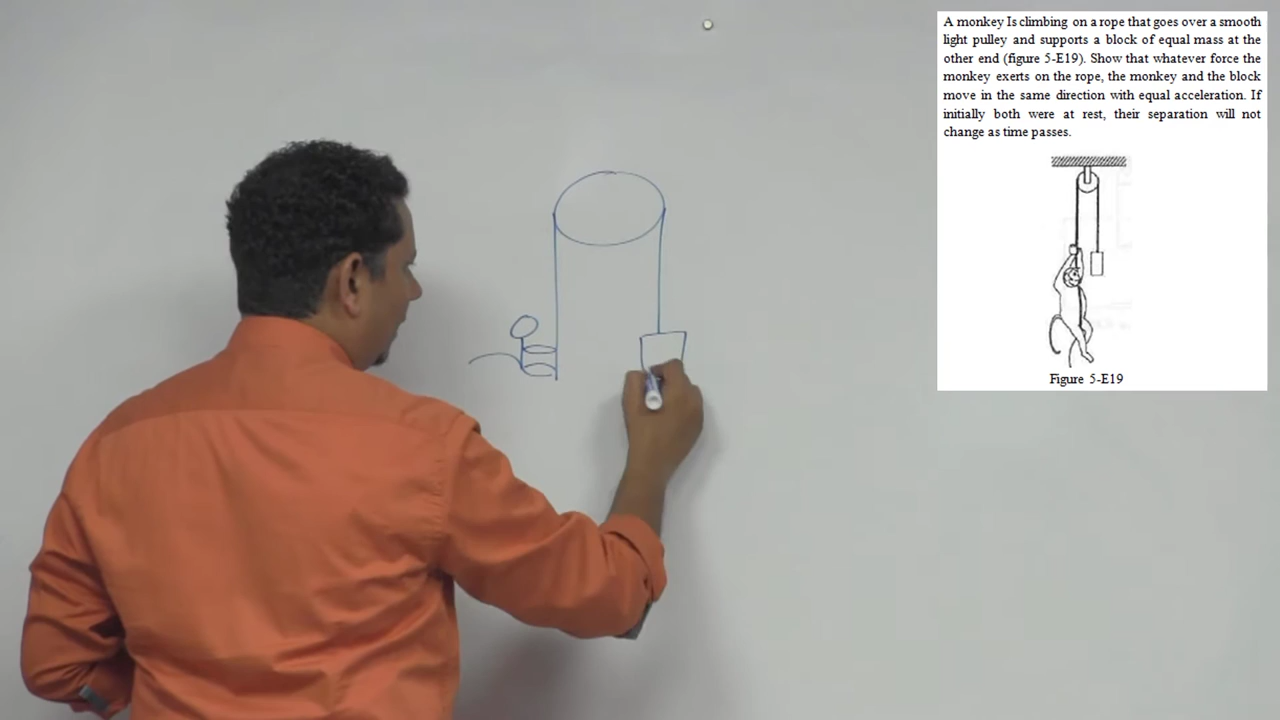 A monkey Is climbing on a rope that goes over a smooth
light pulley and supports a block of equal mass at the
other end (figure 5-E19). Show that whatever force the
monkey exerts on the rope, the monkey and the block
move in the same direction with equal acceleration. If
initially both were at rest, their separation will not
change as time passes.
Figure 5-E19